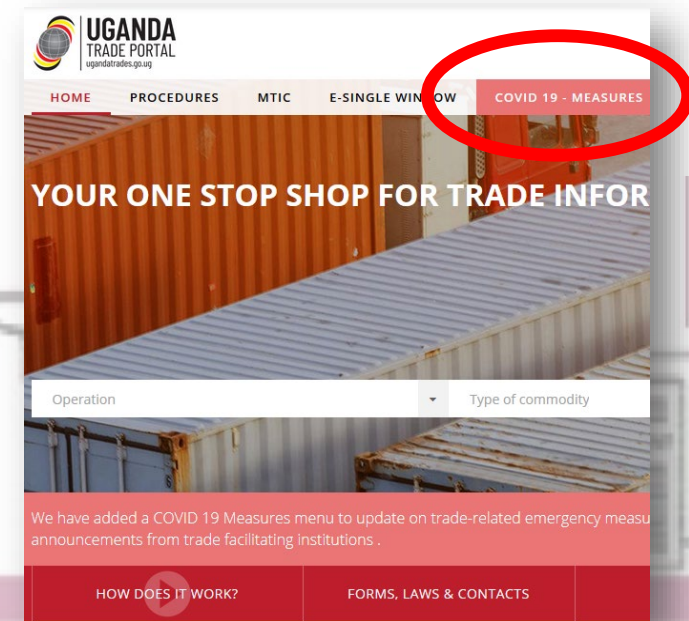 UGANDA
TRADE PORTAL
ugandatrades.go.ug
HOME PROCEDURES MTIC E-SINGLE WINDOW COVID 19 - MEASURES
YOUR ONE STOP SHOP FOR TRADE INFOR
Operation Type of commodity
We have added a COVID 19 Measures menu to update on trade-related emergency measu
announcements from trade facilitating institutions .
HOW DOES IT WORK? FORMS, LAWS & CONTACTS